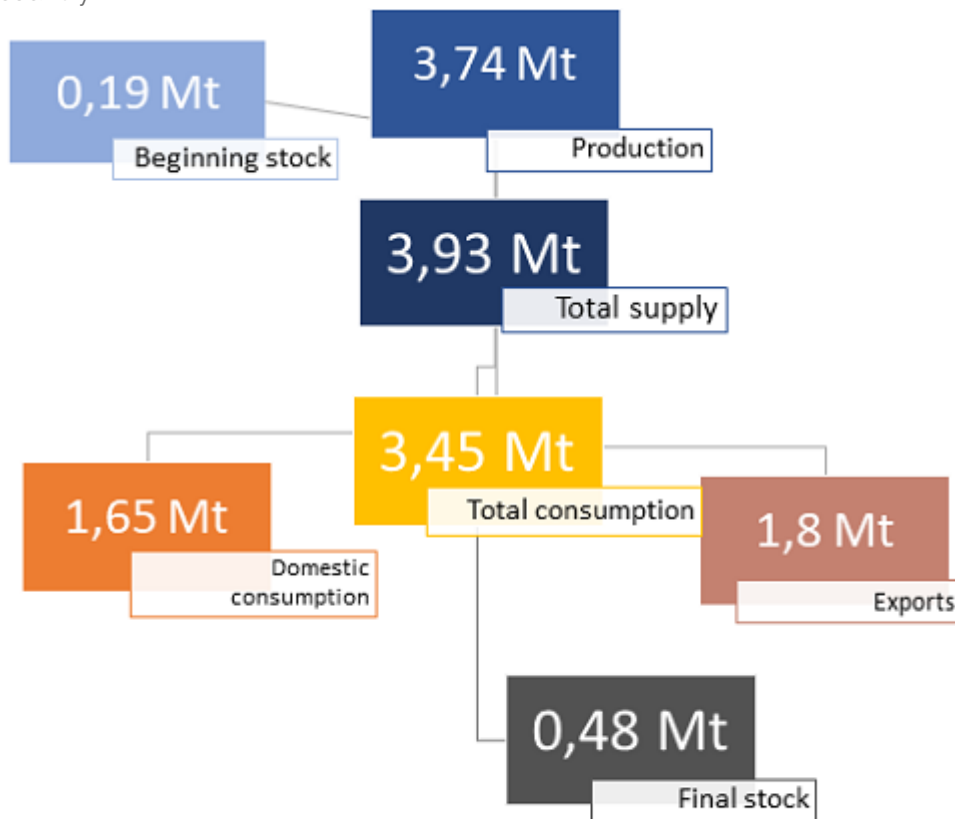 0,19 Mt
Beginning stock
3,74 Mt
Production
3,93 Mt
Total supply
3,45 Mt
Total consumption
1,65 Mt
Domestic
consumption
1,8 Mt
Exports
0,48 Mt
Final stock